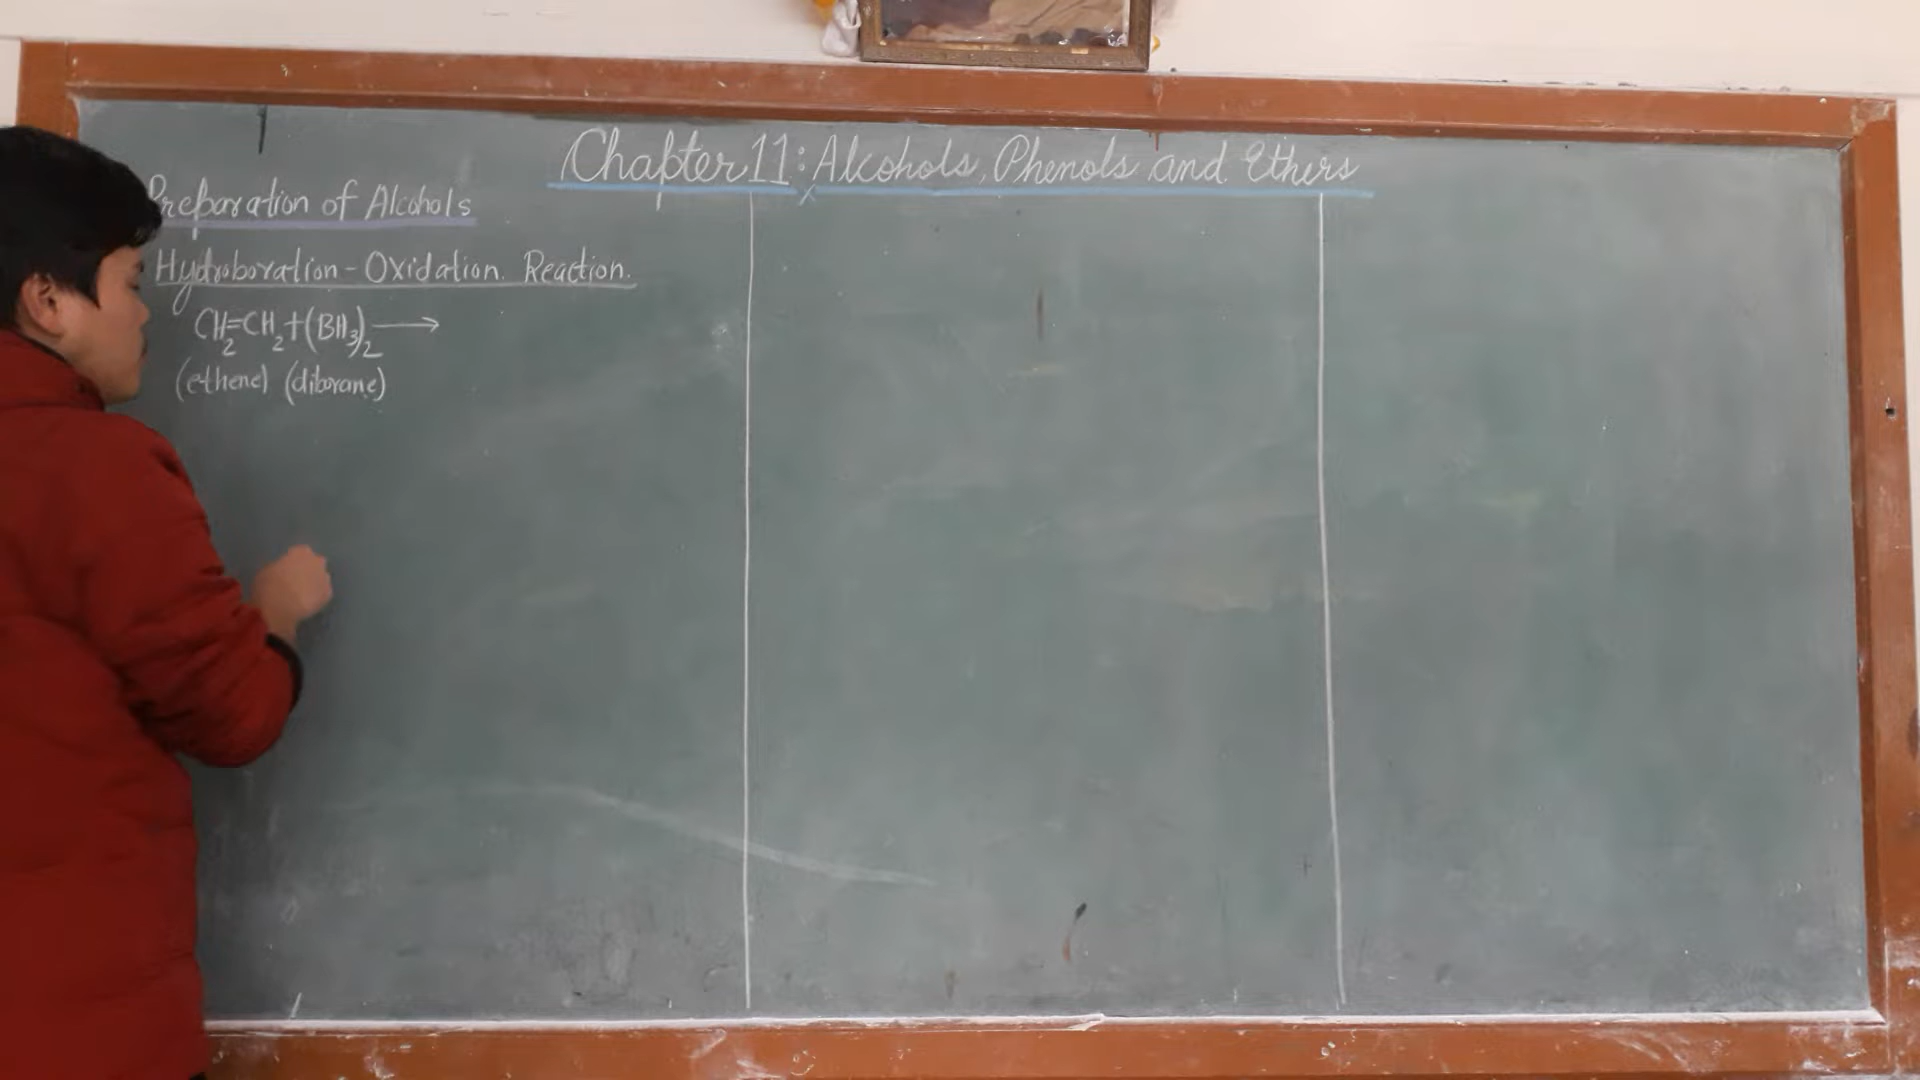 Chapter 11: Alcohols, Phenols and Ethers
Preparation of Alcohols
Hydroboration-Oxidation Reaction.
CH₂=CH₂+(BH₃)₂⟶
(ethene) (diborane)